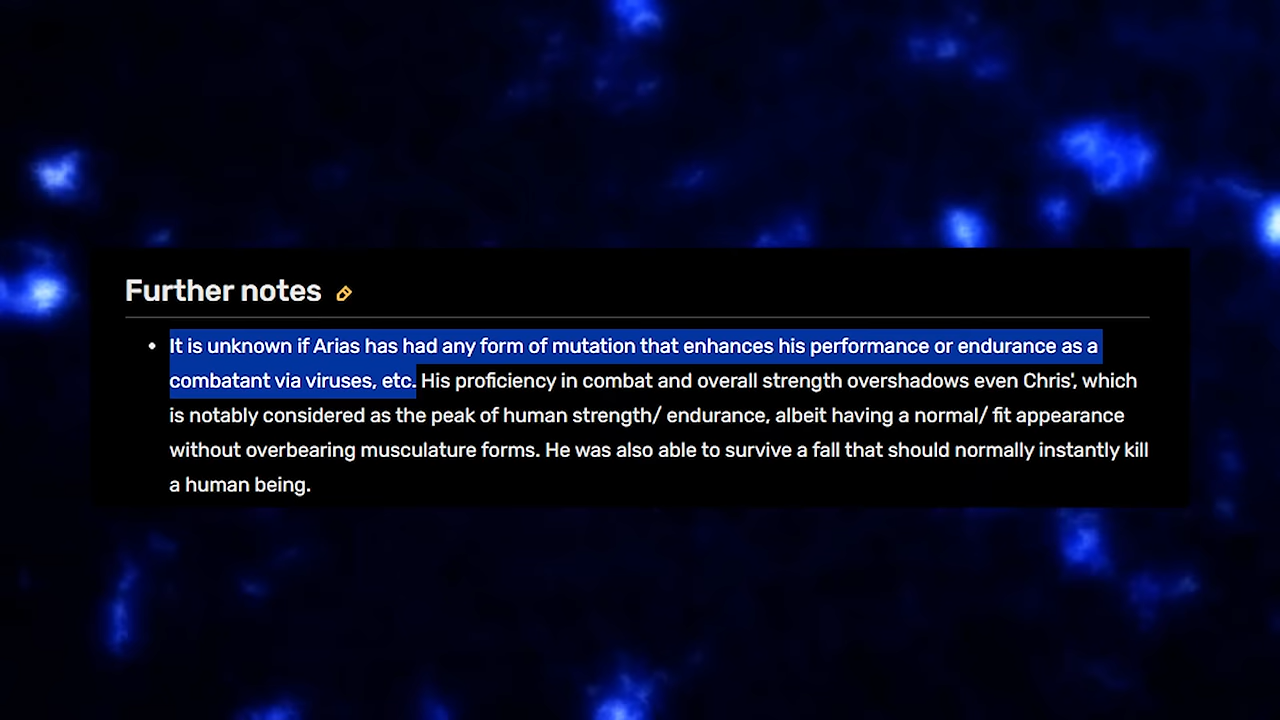 Further notes
It is unknown if Arias has had any form of mutation that enhances his performance or endurance as a
combatant via viruses, etc. His proficiency in combat and overall strength overshadows even Chris', which
is notably considered as the peak of human strength/ endurance, albeit having a normal/ fit appearance
without overbearing musculature forms. He was also able to survive a fall that should normally instantly kill
a human being.